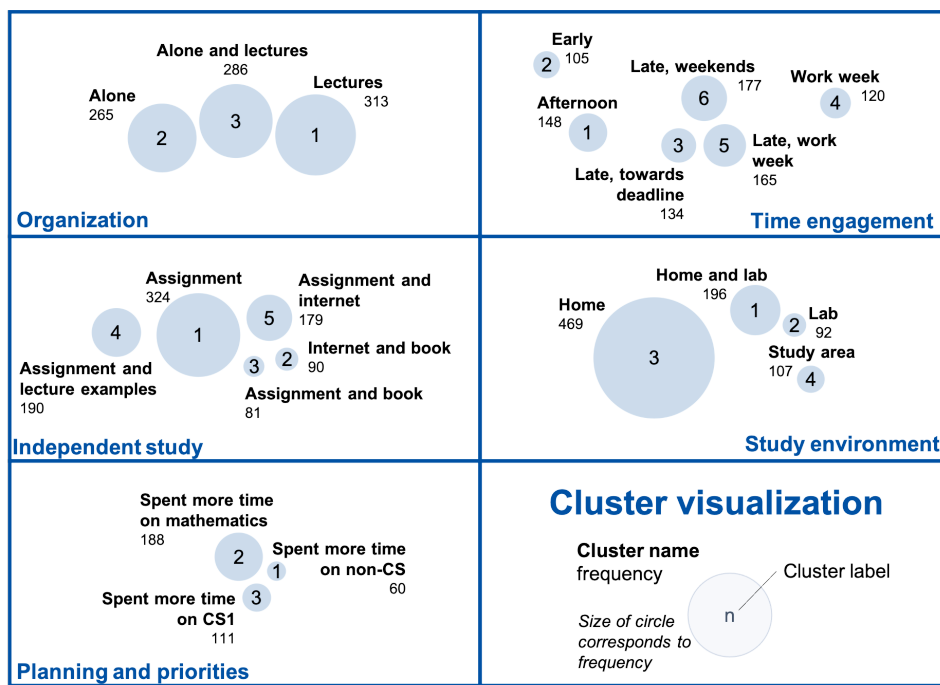 Alone and lectures
286
Lectures
313
Alone
265
2
3
1
Organization
Early
105
2
Late, weekends
177
6
Work week
120
4
Afternoon
148
1
3
5
Late, work
week
165
Late, towards
deadline
134
Time engagement
Assignment
324
1
Assignment and
internet
179
5
4
Assignment and
lecture examples
190
Internet and book
90
2
3
Assignment and book
81
Independent study
Home and lab
196
1
Home
469
3
Lab
92
2
Study area
107
4
Study environment
Spent more time
on mathematics
188
2
Spent more time
on non-CS
60
1
Spent more time
on CS1
111
3
Planning and priorities
Cluster visualization
Cluster name
frequency
Cluster label
n
Size of circle
corresponds to
frequency